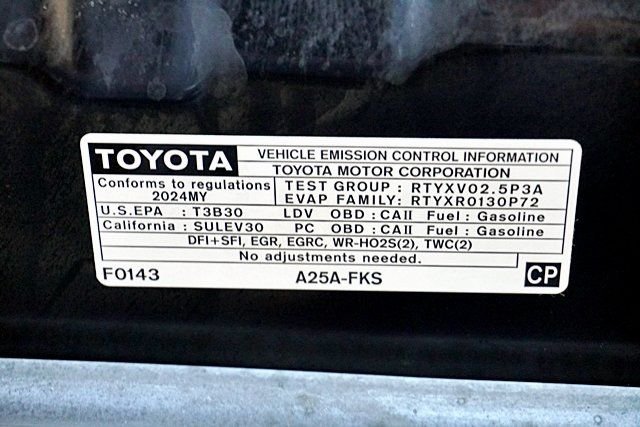 TOYOTA
VEHICLE EMISSION CONTROL INFORMATION
TOYOTA MOTOR CORPORATION
Conforms to regulations
2024MY
TEST GROUP : RTYXV02.5P3A
EVAP FAMILY: RTYXR0130P72
U.S.EPA : T3B30 LDV OBD : CAII Fuel : Gasoline
California : SULEV30 PC OBD : CAII Fuel : Gasoline
DFI+SFI, EGR, EGRC, WR-HO2S(2), TWC(2)
No adjustments needed.
F0143 A25A-FKS CP